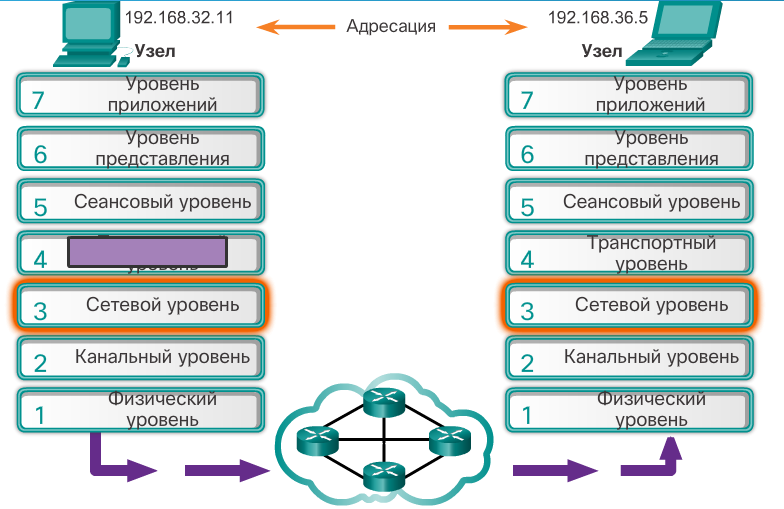 192.168.32.11
Адресация
192.168.36.5
Узел
Узел
7
Уровень
приложений
6
Уровень
представления
5
Сеансовый уровень
4
3
Сетевой уровень
2
Канальный уровень
1
Физический
уровень
7
Уровень
приложений
6
Уровень
представления
5
Сеансовый уровень
4
Транспортный
уровень
3
Сетевой уровень
2
Канальный уровень
1
Физический
уровень